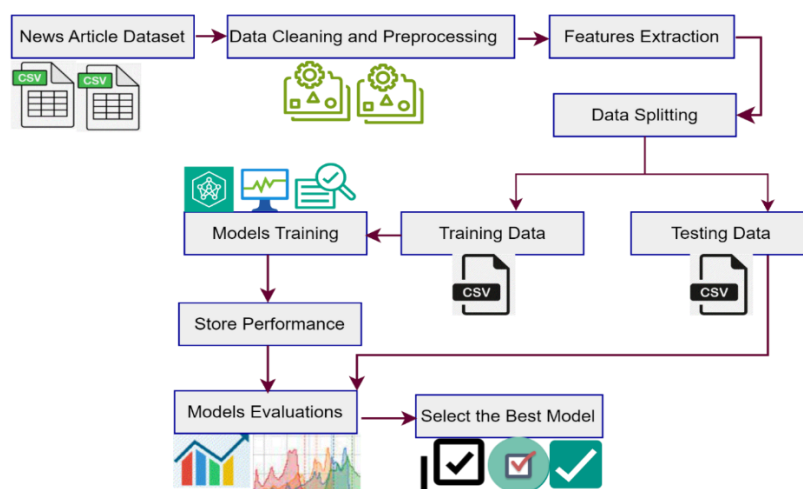 News Article Dataset
Data Cleaning and Preprocessing
Features Extraction
CSV
CSV
Data Splitting
Models Training
Training Data
Testing Data
CSV
CSV
Store Performance
Models Evaluations
Select the Best Model